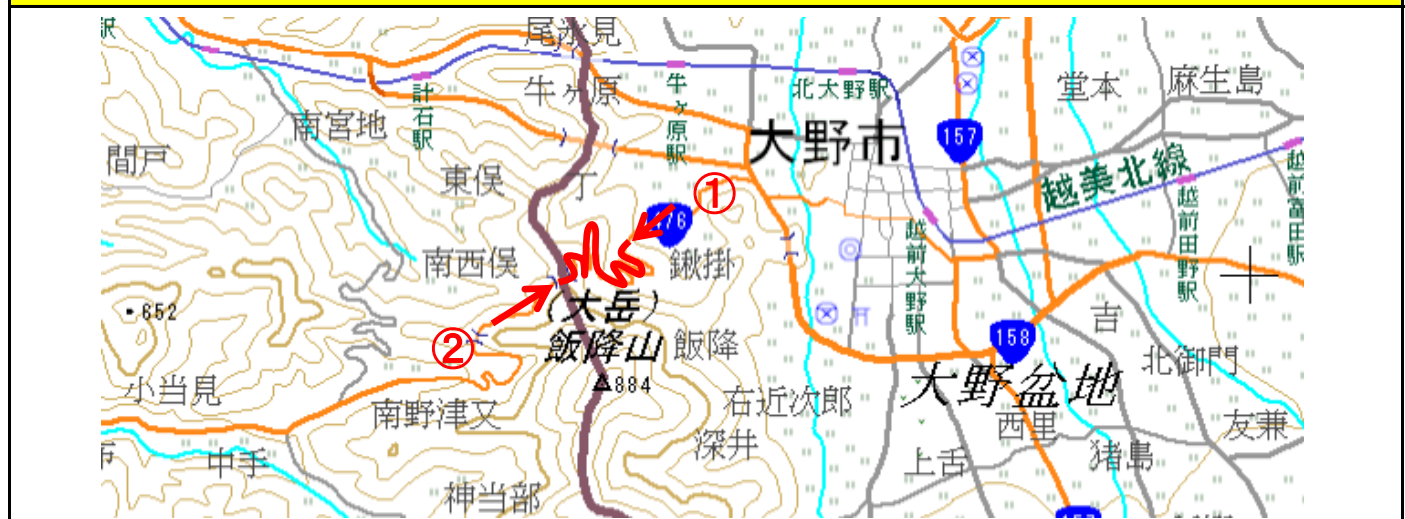 駅
尾永見
牛ヶ原
計石駅
牛ヶ原駅
北大野駅
堂本
麻生島
南宮地
大野市
157
間戸
東俣
丁
越美北線
越前富田駅
越前田野駅
①
476
南西俣
鍬掛
越前大野駅
652
(大岳)
飯降山
飯降
吉
158
北御門
②
884
小当見
大野盆地
南野津又
右近次郎
西里
友兼
深井
中手
上舌
猪島
神当部